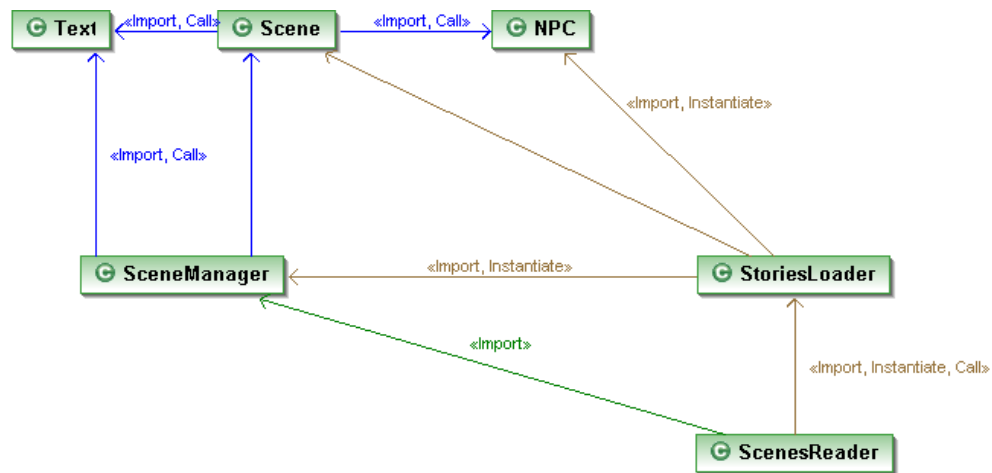 Text
«Import, Call»
Scene
«Import, Call»
NPC
«Import, Instantiate»
«Import, Call»
SceneManager
«Import, Instantiate»
StoriesLoader
«Import»
«Import, Instantiate, Call»
ScenesReader